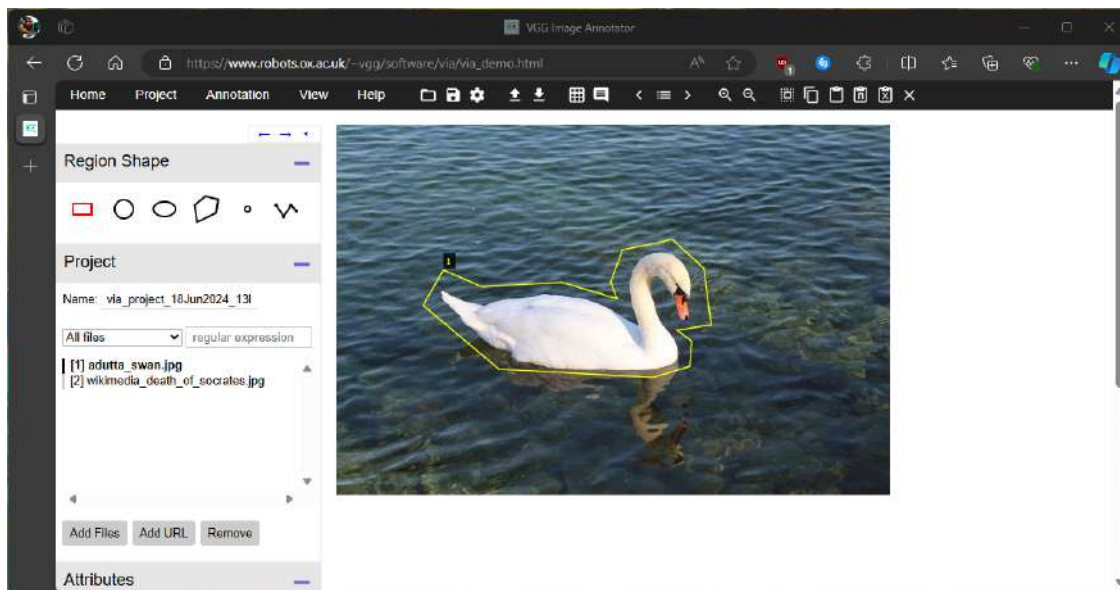 VGG Image Annotator
https://www.robots.ox.ac.uk/~vgg/software/via/via_demo.html
Home Project Annotation View Help
Region Shape
Project
Name: via_project_18Jun2024_13
All files regular expression
[1] adutta_swan.jpg
[2] wikimedia_death_of_socrates.jpg
Add Files Add URL Remove
Attributes
1